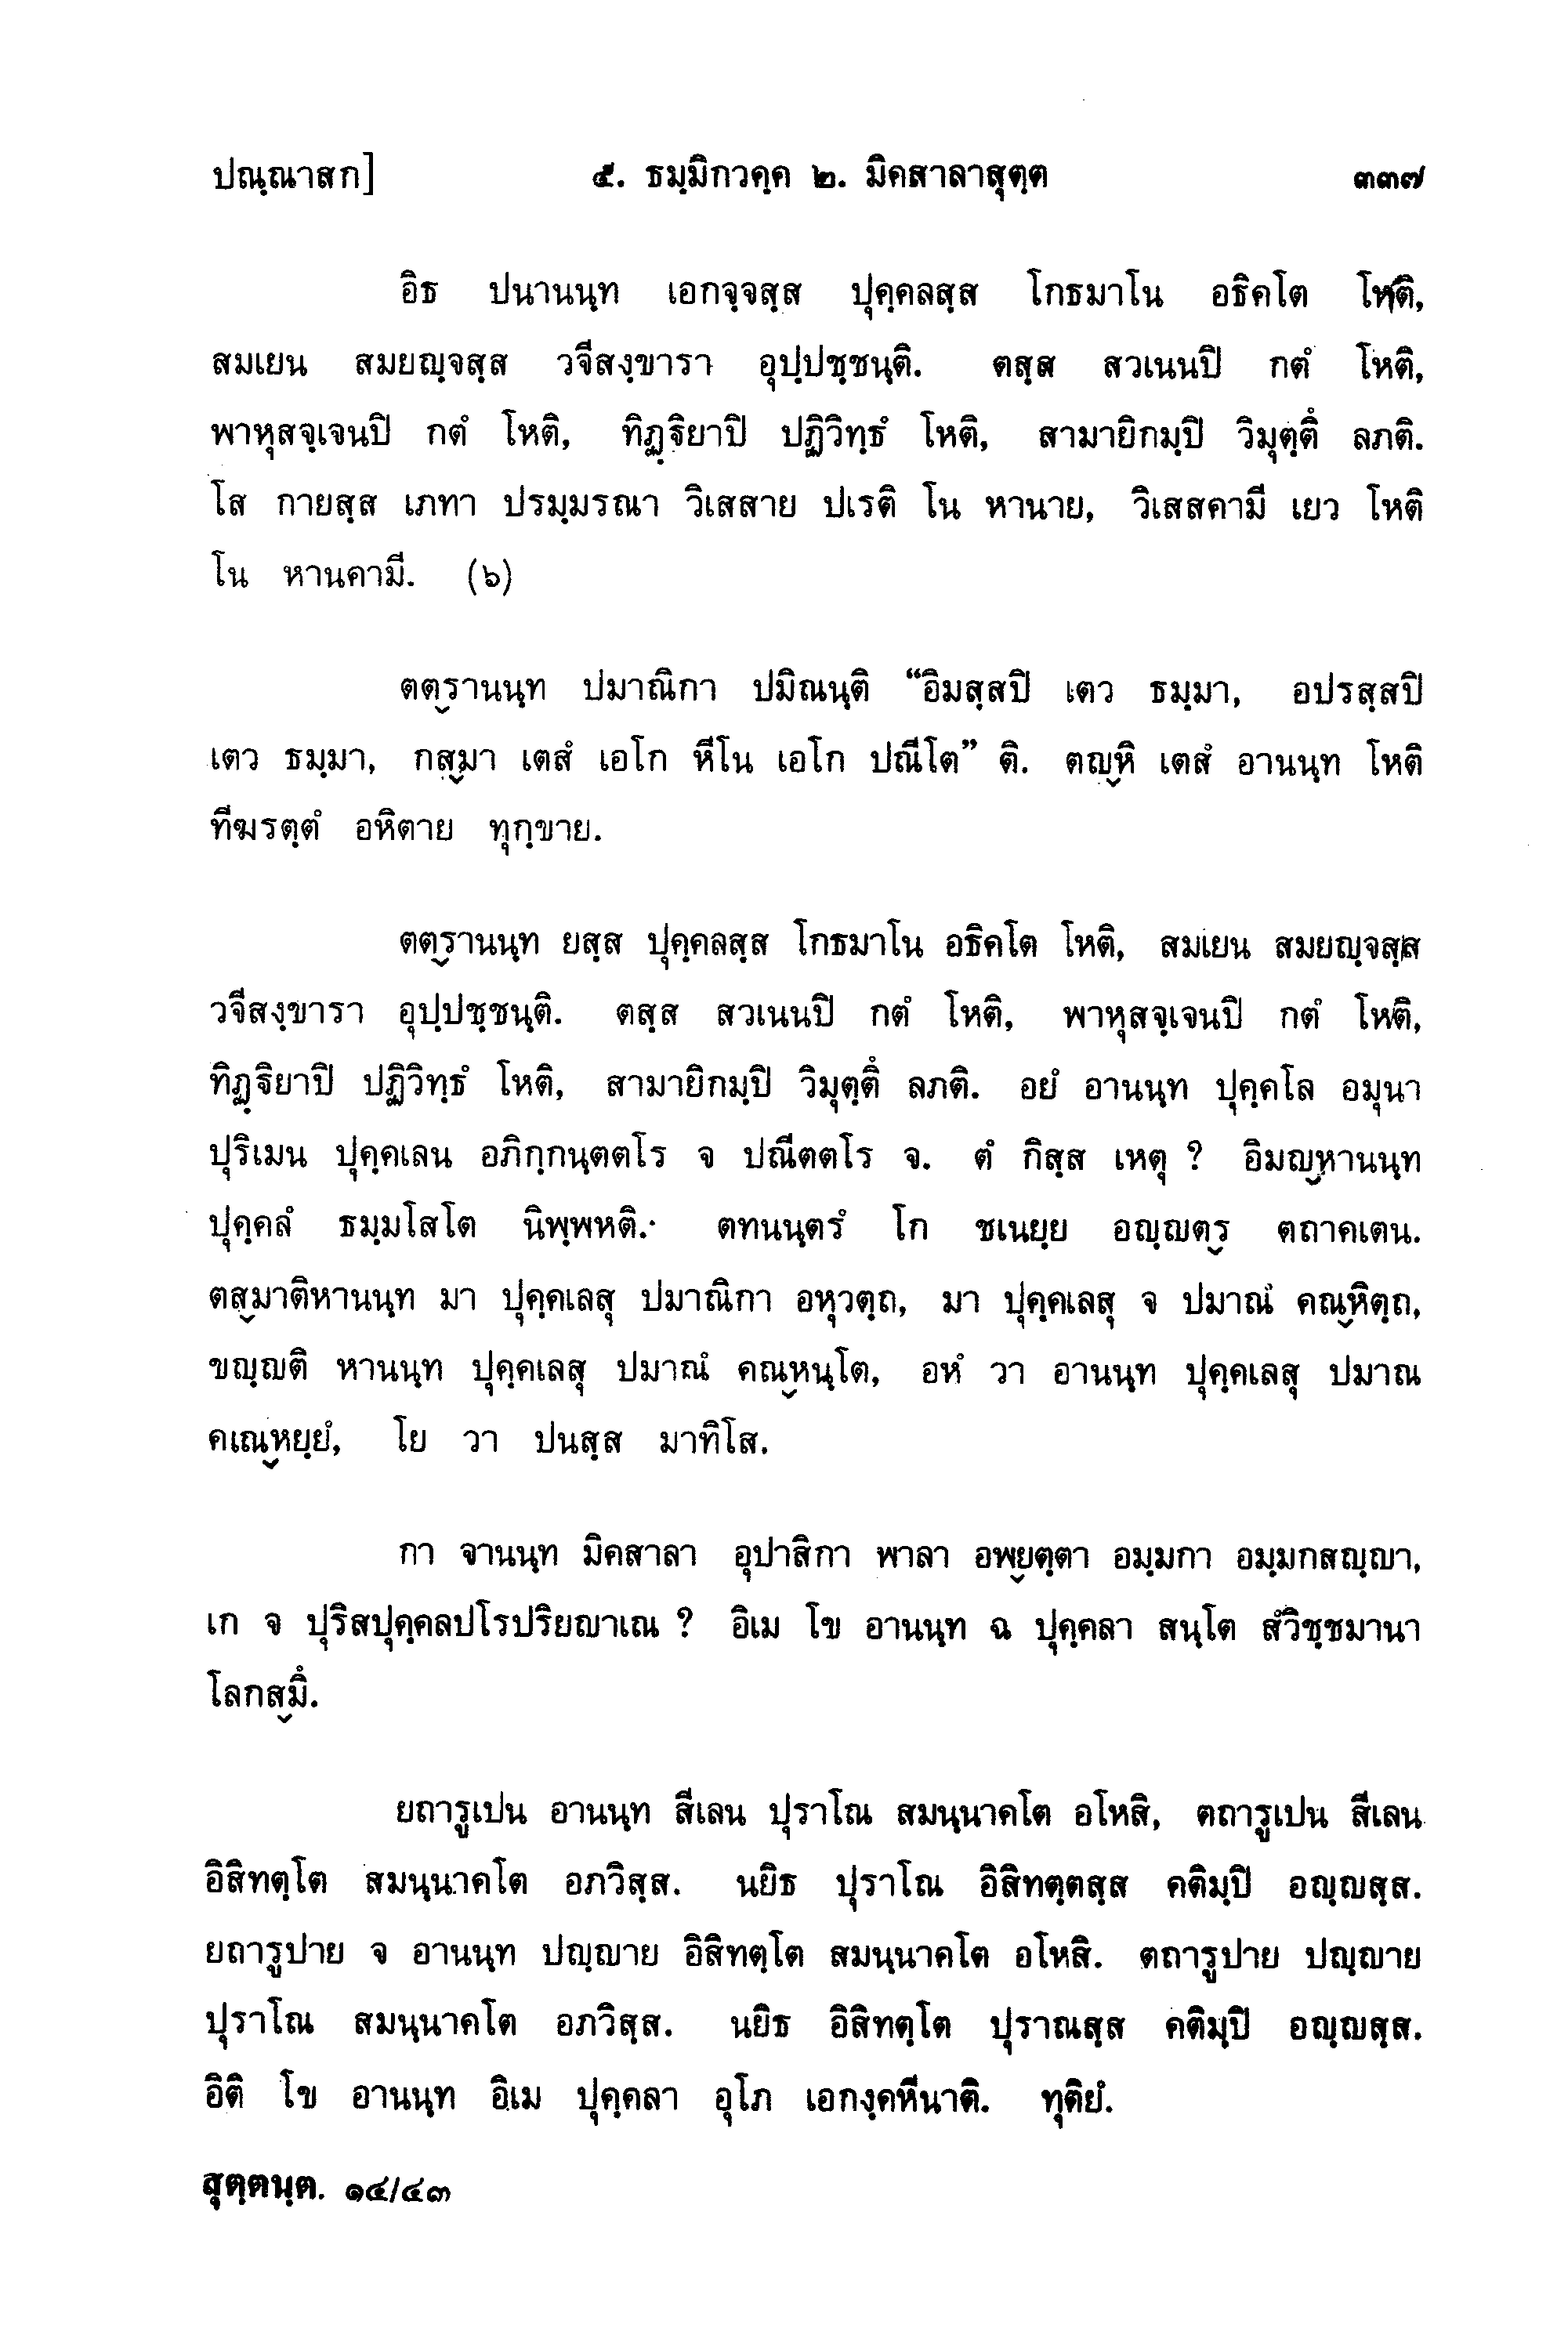 ปณฺณาสก]	๕. ธมฺมิกวคฺค ๒. มิคสาลาสุตฺต	๓๓๗
อิธ ปนานนฺท เอกจฺจสฺส ปุคฺคลสฺส โกธมาโน อธิคโต โหติ,
สมเยน สมยญฺจสฺส วจีสงฺขารา อุปฺปชฺชนฺติ. ตสฺส สวเนนปิ กตํ โหติ,
พาหุสจฺเจนปิ กตํ โหติ, ทิฏฺฐิยาปิ ปฏิวิทฺธํ โหติ, สามายิกมฺปิ วิมุตฺตึ ลภติ.
โส กายสฺส เภทา ปรมฺมรณา วิเสสาย ปเรติ โน หานาย, วิเสสคามี เยว โหติ
โน หานคามี. (๖)
ตตฺรานนฺท ปมาณิกา ปมิณนฺติ “อิมสฺสปิ เตว ธมฺมา, อปรสฺสปิ
เตว ธมฺมา, กสฺมา เตสํ เอโก หีโน เอโก ปณีโต” ติ. ตญฺหิ เตสํ อานนฺท โหติ
ทีฆรตฺตํ อหิตาย ทุกฺขาย.
ตตฺรานนฺท ยสฺส ปุคฺคลสฺส โกธมาโน อธิคโต โหติ, สมเยน สมยญฺจสฺส
วจีสงฺขารา อุปฺปชฺชนฺติ. ตสฺส สวเนนปิ กตํ โหติ, พาหุสจฺเจนปิ กตํ โหติ,
ทิฏฺฐิยาปิ ปฏิวิทฺธํ โหติ, สามายิกมฺปิ วิมุตฺตึ ลภติ. อยํ อานนฺท ปุคฺคโล อมุนา
ปุริเมน ปุคฺคเลน อภิกฺกนฺตตโร จ ปณีตตโร จ. ตํ กิสฺส เหตุ ? อิมญฺหานนฺท
ปุคฺคลํ ธมฺมโสโต นิพฺพหติ. ตทนนฺตรํ โก ชเนยฺย อญฺญตฺร ตถาคเตน.
ตสฺมาติหานนฺท มา ปุคฺคเลสุ ปมาณิกา อหุวตฺถ, มา ปุคฺคเลสุ จ ปมาณํ คณฺหิตฺถ,
ขญฺญติ หานนฺท ปุคฺคเลสุ ปมาณํ คณฺหนฺโต, อหํ วา อานนฺท ปุคฺคเลสุ ปมาณ
คเณฺหยฺยํ, โย วา ปนสฺส มาทิโส.
กา จานนฺท มิคสาลา อุปาสิกา พาลา อพฺยตฺตา อมฺมกา อมฺมกสญฺญา,
เก จ ปุริสปุคฺคลปโรปริยญาเณ ? อิเม โข อานนฺท ฉ ปุคฺคลา สนฺโต สํวิชฺชมานา
โลกสฺมึ.
ยถารูเปน อานนฺท สีเลน ปุราโณ สมนฺนาคโต อโหสิ, ตถารูเปน สีเลน
อิสิทตฺโต สมนฺนาคโต อภวิสฺส. นยิธ ปุราโณ อิสิทตฺตสฺส คติมฺปิ อญฺญสฺส.
ยถารูปาย จ อานนฺท ปญฺญาย อิสิทตฺโต สมนฺนาคโต อโหสิ. ตถารูปาย ปญฺญาย
ปุราโณ สมนฺนาคโต อภวิสฺส. นยิธ อิสิทตฺโต ปุราณสฺส คติมฺปิ อญฺญสฺส.
อิติ โข อานนฺท อิเม ปุคฺคลา อุโภ เอกงฺคหีนาติ. ทุติยํ.
สุตฺตนฺต. ๑๔/๔๓